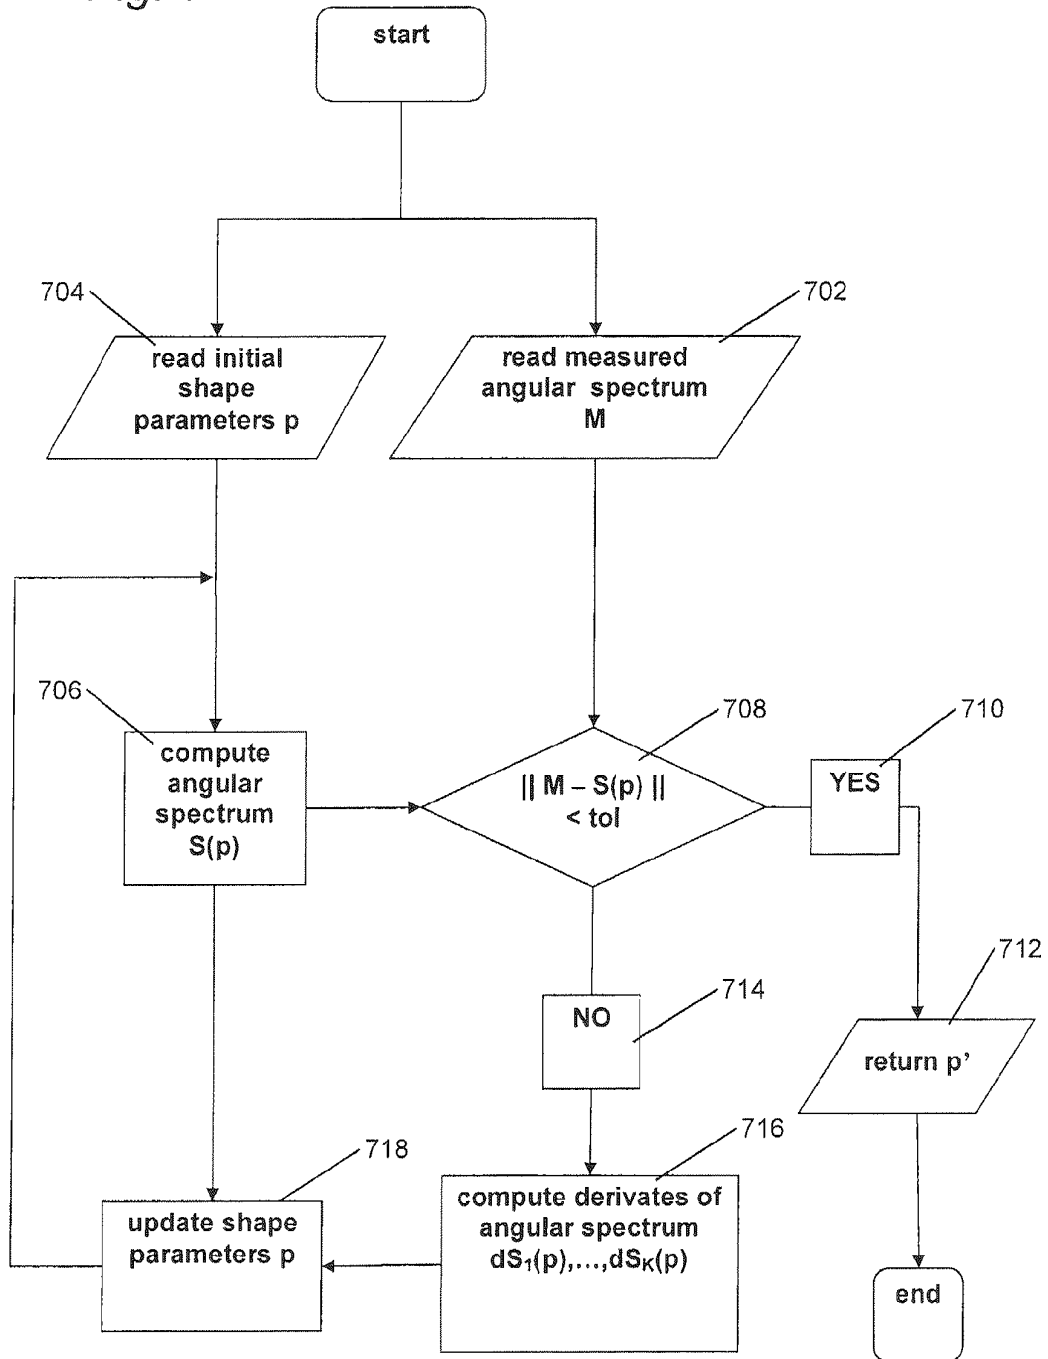 start
704
702
read initial
shape
parameters p
read measured
angular spectrum
M
706
compute
angular
spectrum
S(p)
708
|| M – S(p) ||
< tol
710
YES
712
return p'
714
NO
716
718
update shape
parameters p
compute derivates of
angular spectrum
dS₁(p),...,dSₖ(p)
end